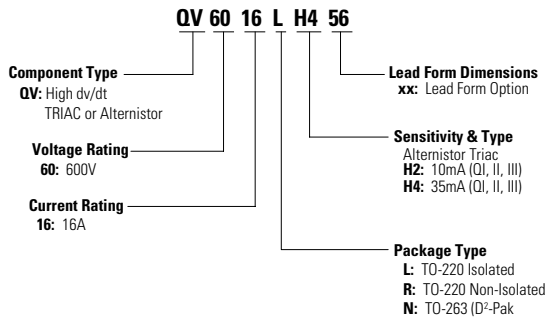 QV 60 16 L H4 56
Component Type
QV: High dv/dt
TRIAC or Alternistor
Voltage Rating
60: 600V
Current Rating
16: 16A
Lead Form Dimensions
xx: Lead Form Option
Sensitivity & Type
Alternistor Triac
H2: 10mA (QI, II, III)
H4: 35mA (QI, II, III)
Package Type
L: TO-220 Isolated
R: TO-220 Non-Isolated
N: TO-263 (D²-Pak